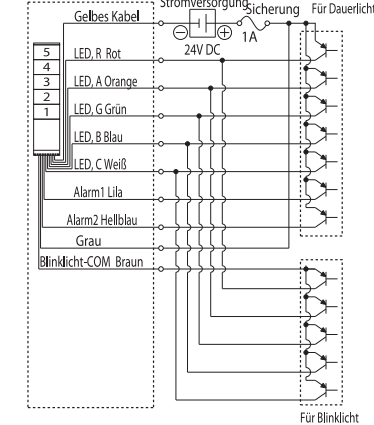 Stromversorgung
Gelbes Kabel
Sicherung
Für Dauerlicht
24V DC
1A
5
4
3
2
1
LED, R Rot
LED, A Orange
LED, G Grün
LED, B Blau
LED, C Weiß
Alarm1 Lila
Alarm2 Hellblau
Grau
Blinklicht-COM Braun
Für Blinklicht